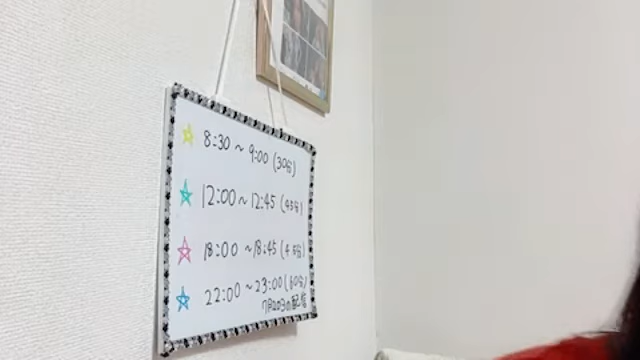 ☆ 8:30 ~ 9:00 (30分)
☆ 12:00 ~ 12:45 (45分)
☆ 18:00 ~ 18:45 (45分)
☆ 22:00 ~ 23:00 (60分)
配信